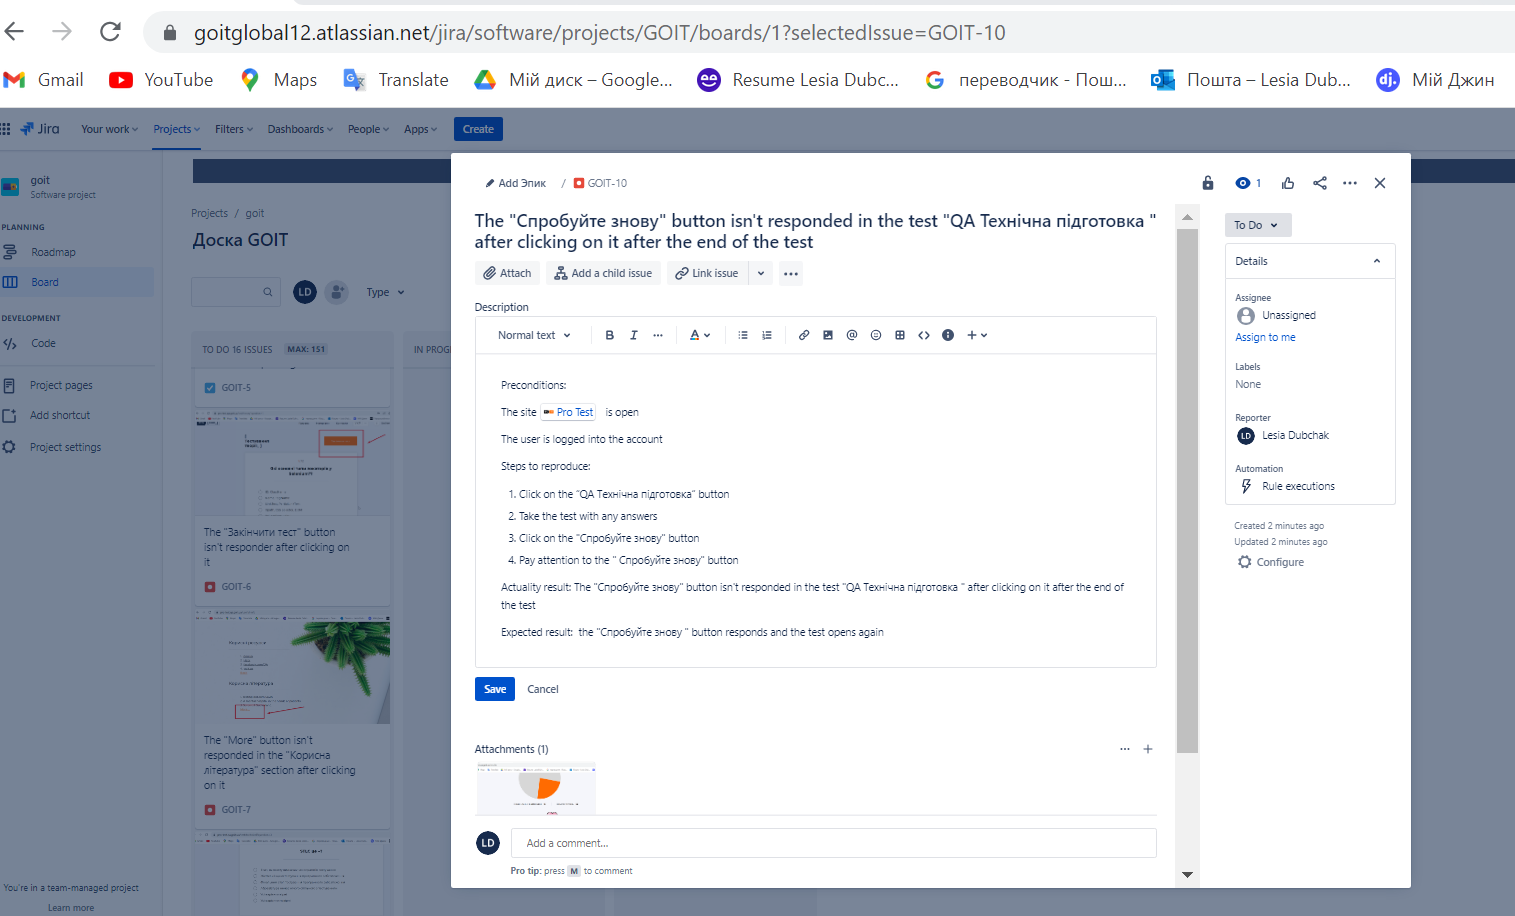 goitglobal12.atlassian.net/jira/software/projects/GOIT/boards/1?selectedIssue=GOIT-10
Gmail YouTube Maps Translate Мій диск – Google... Resume Lesia Dubc... переводчик - Пош... Пошта – Lesia Dub... Мій Джин
Jira Your work Projects Filters Dashboards People Apps Create
goit
Software project
PLANNING
Roadmap
Board
DEVELOPMENT
Code
Project pages
Add shortcut
Project settings
You're in a team-managed project
Learn more
Projects / goit
Доска GOIT
LD Type
TO DO 16 ISSUES MAX: 151 IN PROG
GOIT-5
The "Закінчити тест" button
isn't responder after clicking on
it
GOIT-6
The "More" button isn't
responded in the "Корисна
література" section after clicking
on it
GOIT-7
Add Эпик / GOIT-10
1
The "Спробуйте знову" button isn't responded in the test "QA Технічна підготовка "
after clicking on it after the end of the test
Attach Add a child issue Link issue
Description
Normal text B I A
Preconditions:
The site Pro Test is open
The user is logged into the account
Steps to reproduce:
1. Click on the "QA Технічна підготовка" button
2. Take the test with any answers
3. Click on the "Спробуйте знову" button
4. Pay attention to the " Спробуйте знову" button
Actuality result: The "Спробуйте знову" button isn't responded in the test "QA Технічна підготовка " after clicking on it after the end of
the test
Expected result: the "Спробуйте знову " button responds and the test opens again
Save Cancel
Attachments (1)
LD Add a comment...
Pro tip: press M to comment
To Do
Details
Assignee
Unassigned
Assign to me
Labels
None
Reporter
LD Lesia Dubchak
Automation
Rule executions
Created 2 minutes ago
Updated 2 minutes ago
Configure